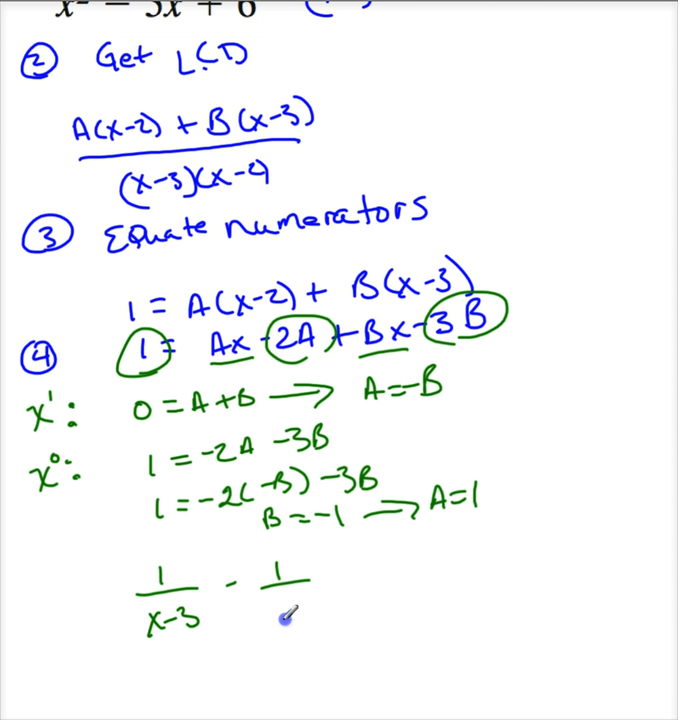 ② Get LCD
A(x-2) + B(x-3)
(x-3)(x-2)
③ Equate numerators
1 = A(x-2) + B(x-3)
④ 1 = Ax - 2A + Bx - 3B
x¹: 0 = A + B → A = -B
x⁰: 1 = -2A - 3B
1 = -2(-B) - 3B
B = -1 → A = 1
1 - 1
x-3